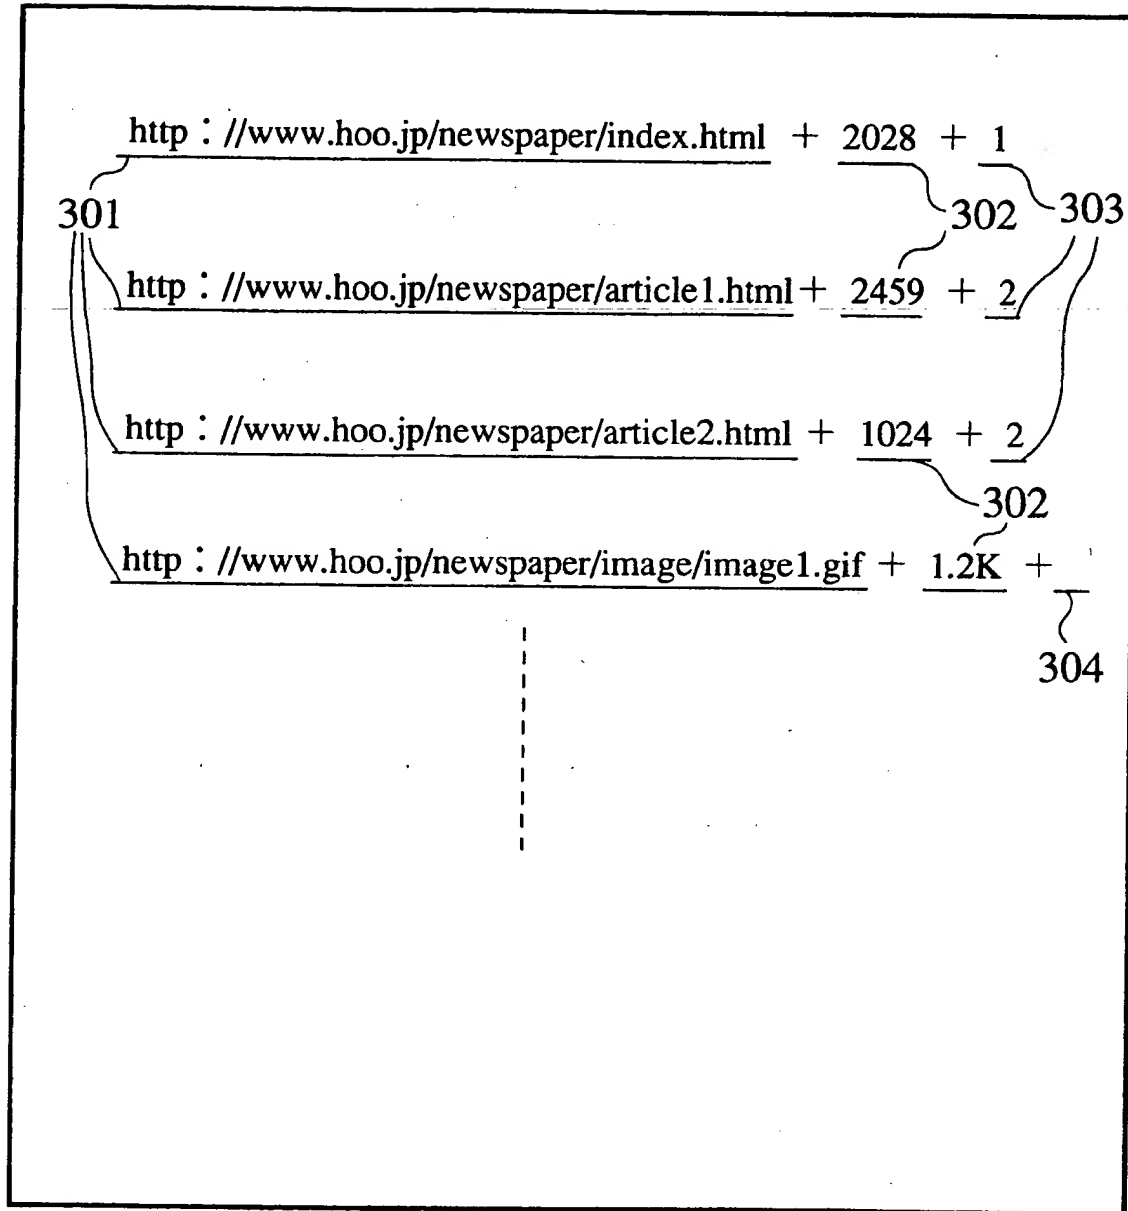 http : //www.hoo.jp/newspaper/index.html + 2028 + 1
301 302 303
http : //www.hoo.jp/newspaper/article1.html + 2459 + 2
http : //www.hoo.jp/newspaper/article2.html + 1024 + 2
302
http : //www.hoo.jp/newspaper/image/image1.gif + 1.2K +
304